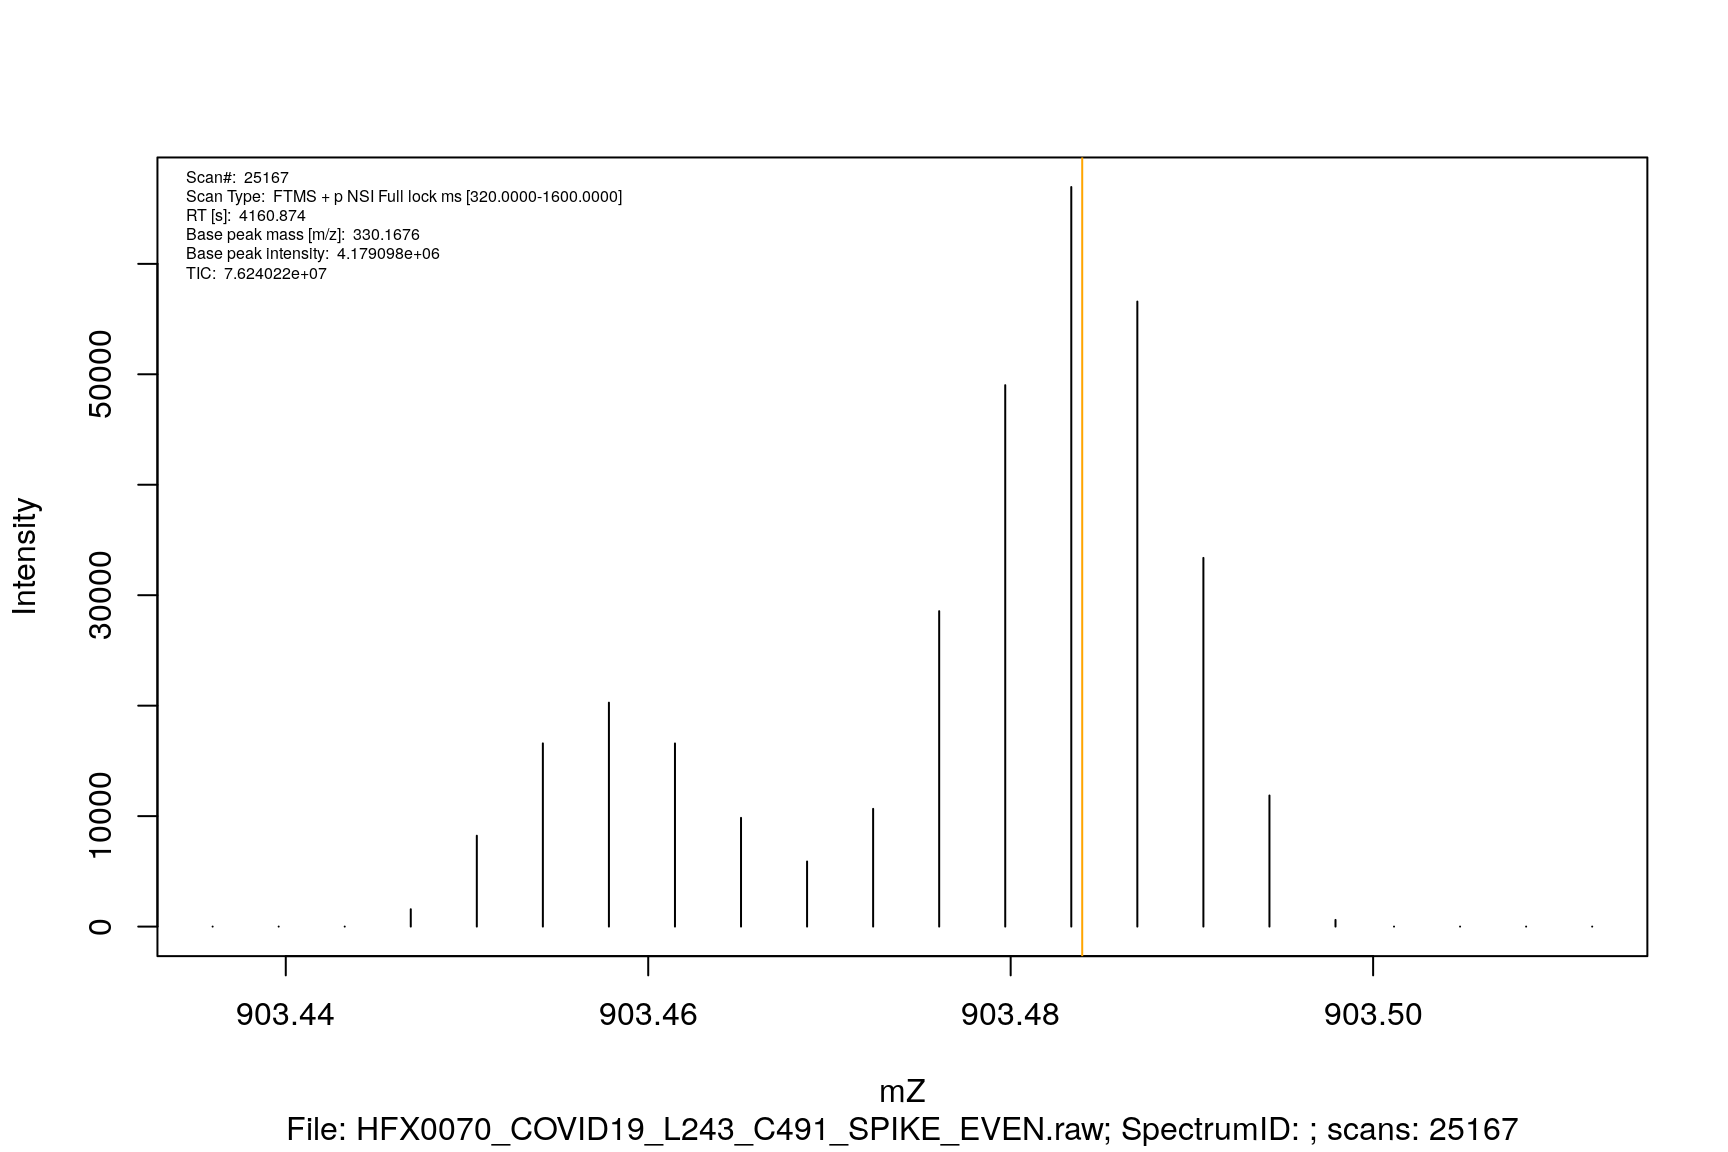 Scan#: 25167
Scan Type: FTMS + p NSI Full lock ms [320.0000-1600.0000]
RT [s]: 4160.874
Base peak mass [m/z]: 330.1676
Base peak intensity: 4.179098e+06
TIC: 7.624022e+07
50000
30000
10000
0
Intensity
903.44 903.46 903.48 903.50
mZ
File: HFX0070_COVID19_L243_C491_SPIKE_EVEN.raw; SpectrumID: ; scans: 25167